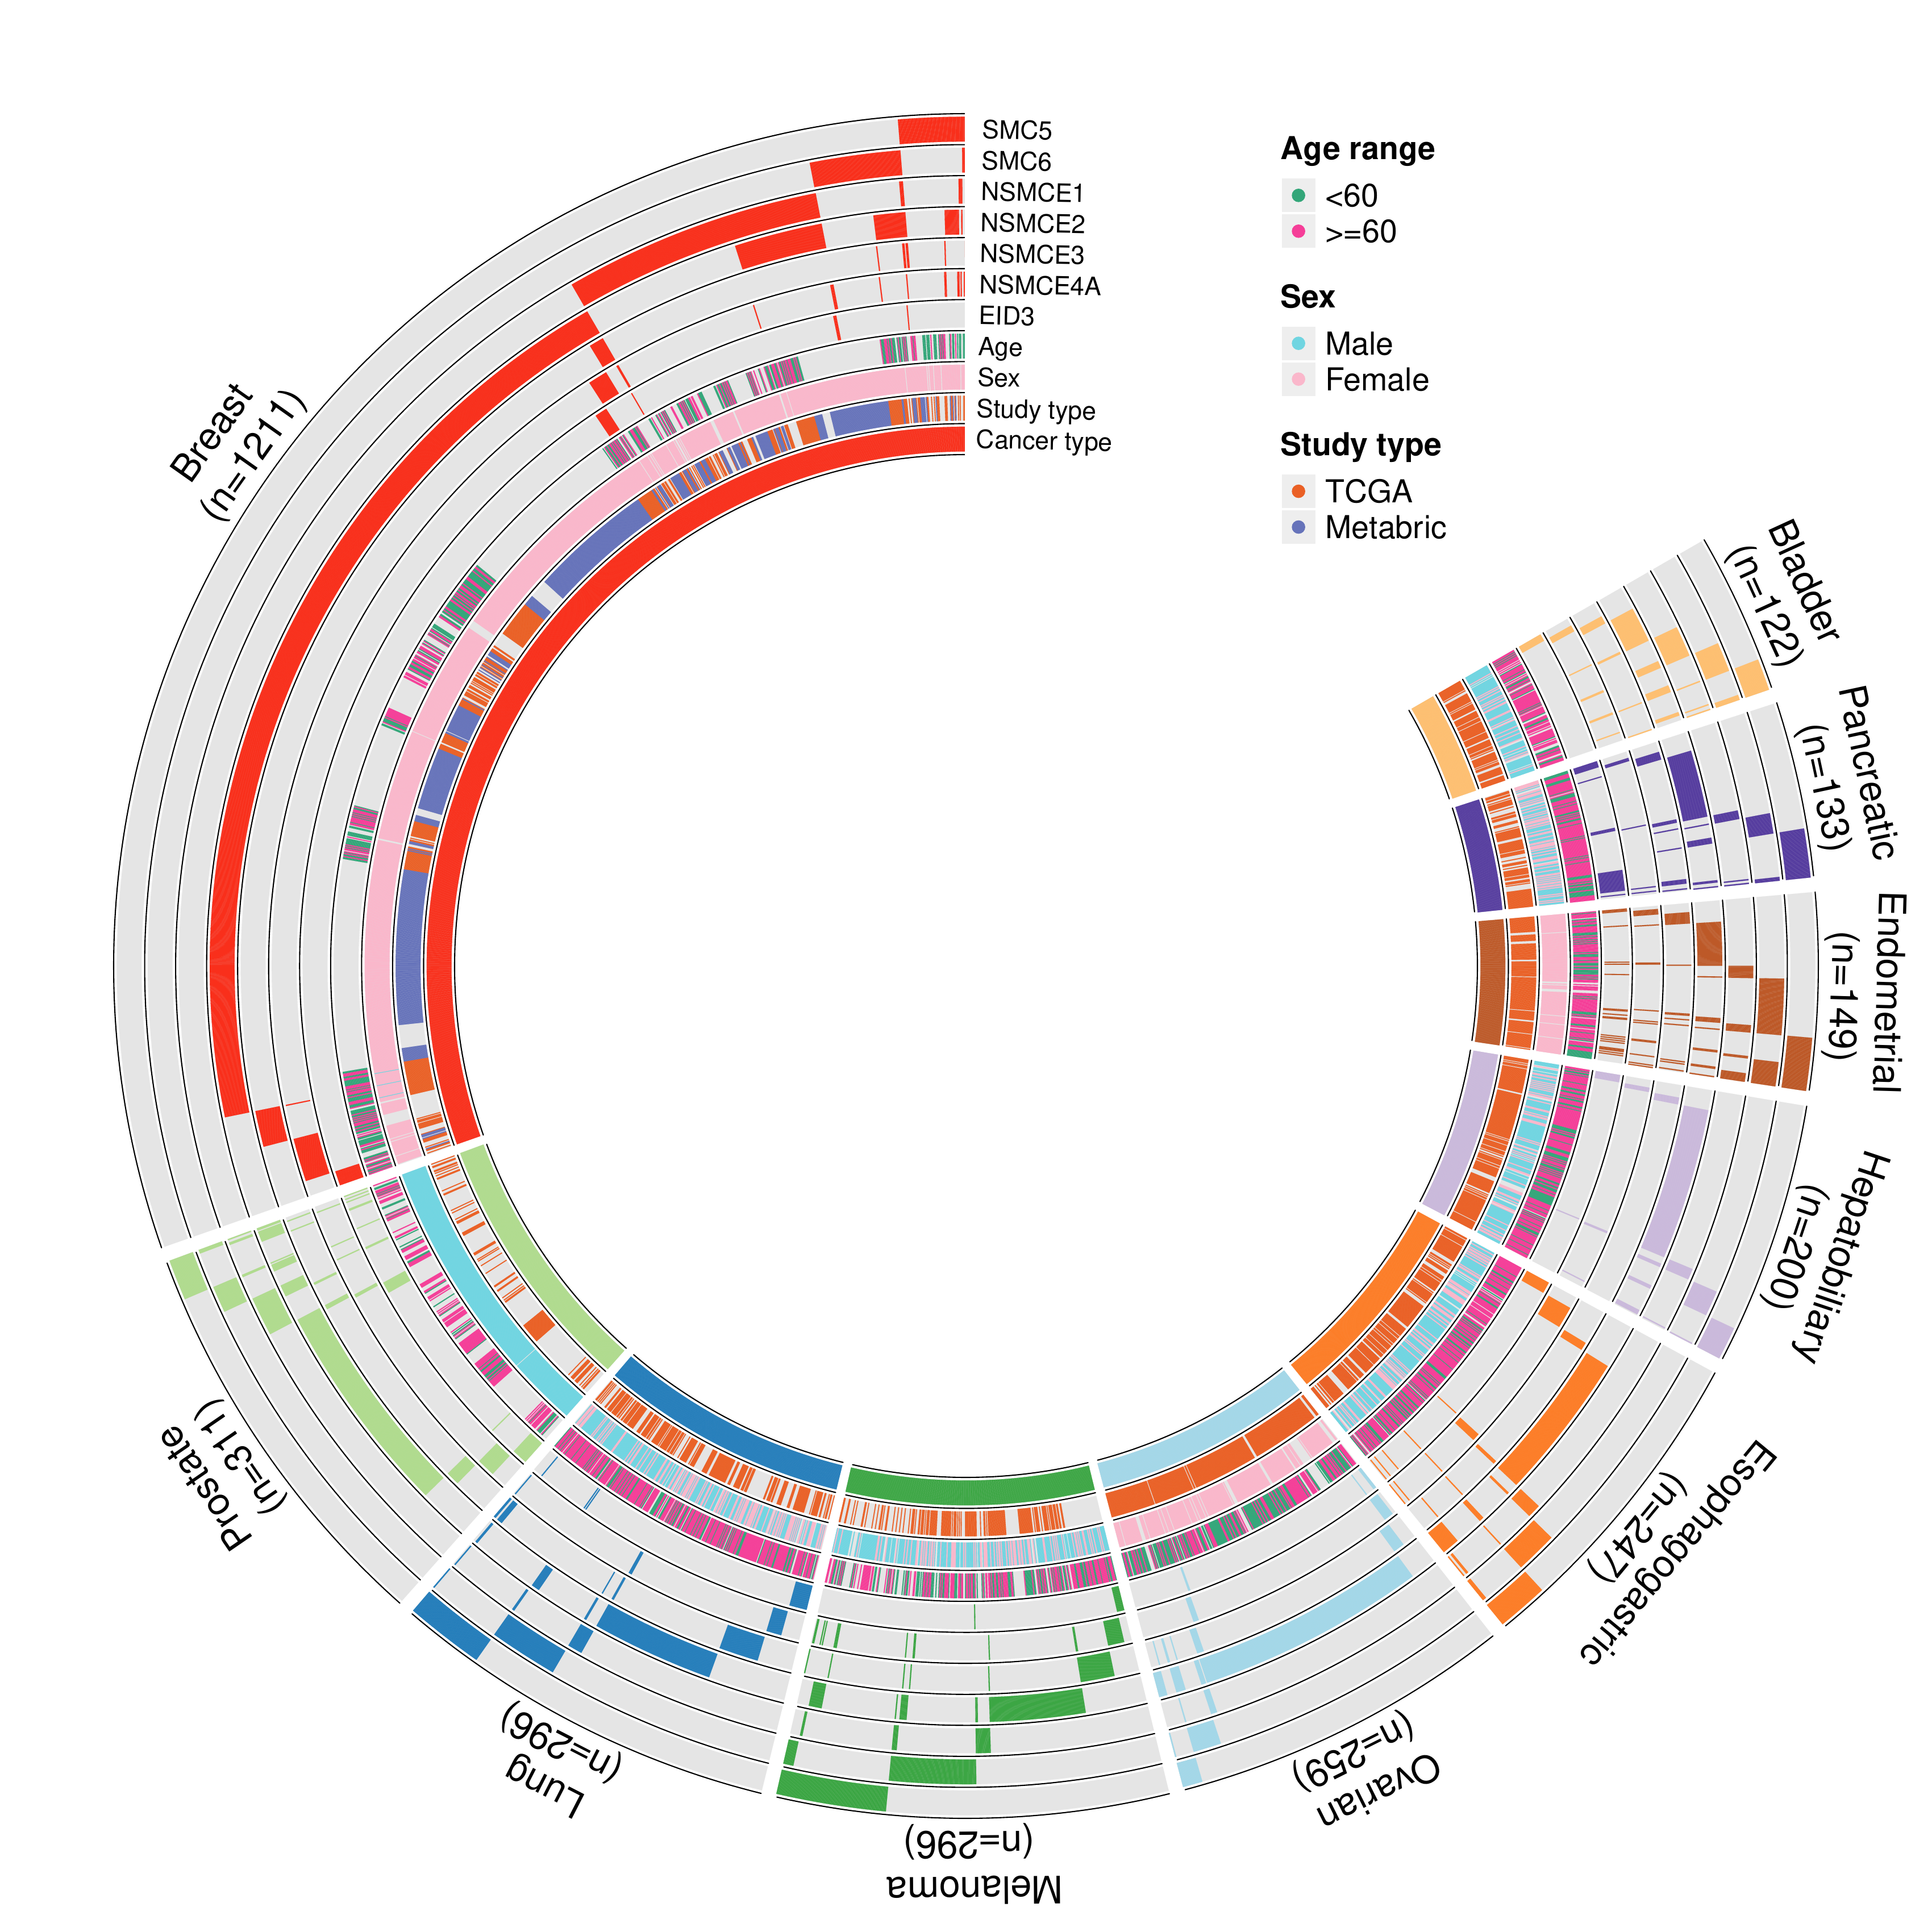 SMC5
SMC6
NSMCE1
NSMCE2
NSMCE3
NSMCE4A
EID3
Age
Sex
Study type
Cancer type
Age range
<60
>=60
Sex
Male
Female
Study type
TCGA
Metabric
Bladder
(n=122)
Pancreatic
(n=133)
Endometrial
(n=149)
Hepatobiliary
(n=200)
Esophagogastric
(n=247)
Ovarian
(n=259)
Melanoma
(n=296)
Lung
(n=296)
Prostate
(n=311)
Breast
(n=1211)